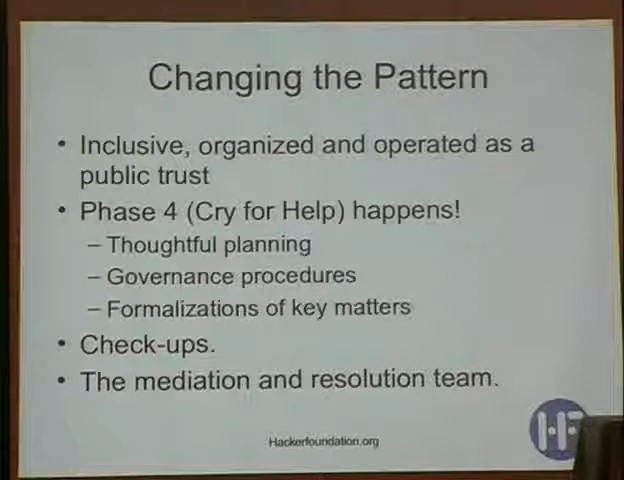 Changing the Pattern
• Inclusive, organized and operated as a
public trust
• Phase 4 (Cry for Help) happens!
– Thoughtful planning
– Governance procedures
– Formalizations of key matters
• Check-ups.
• The mediation and resolution team.
Hackerfoundation.org
HF